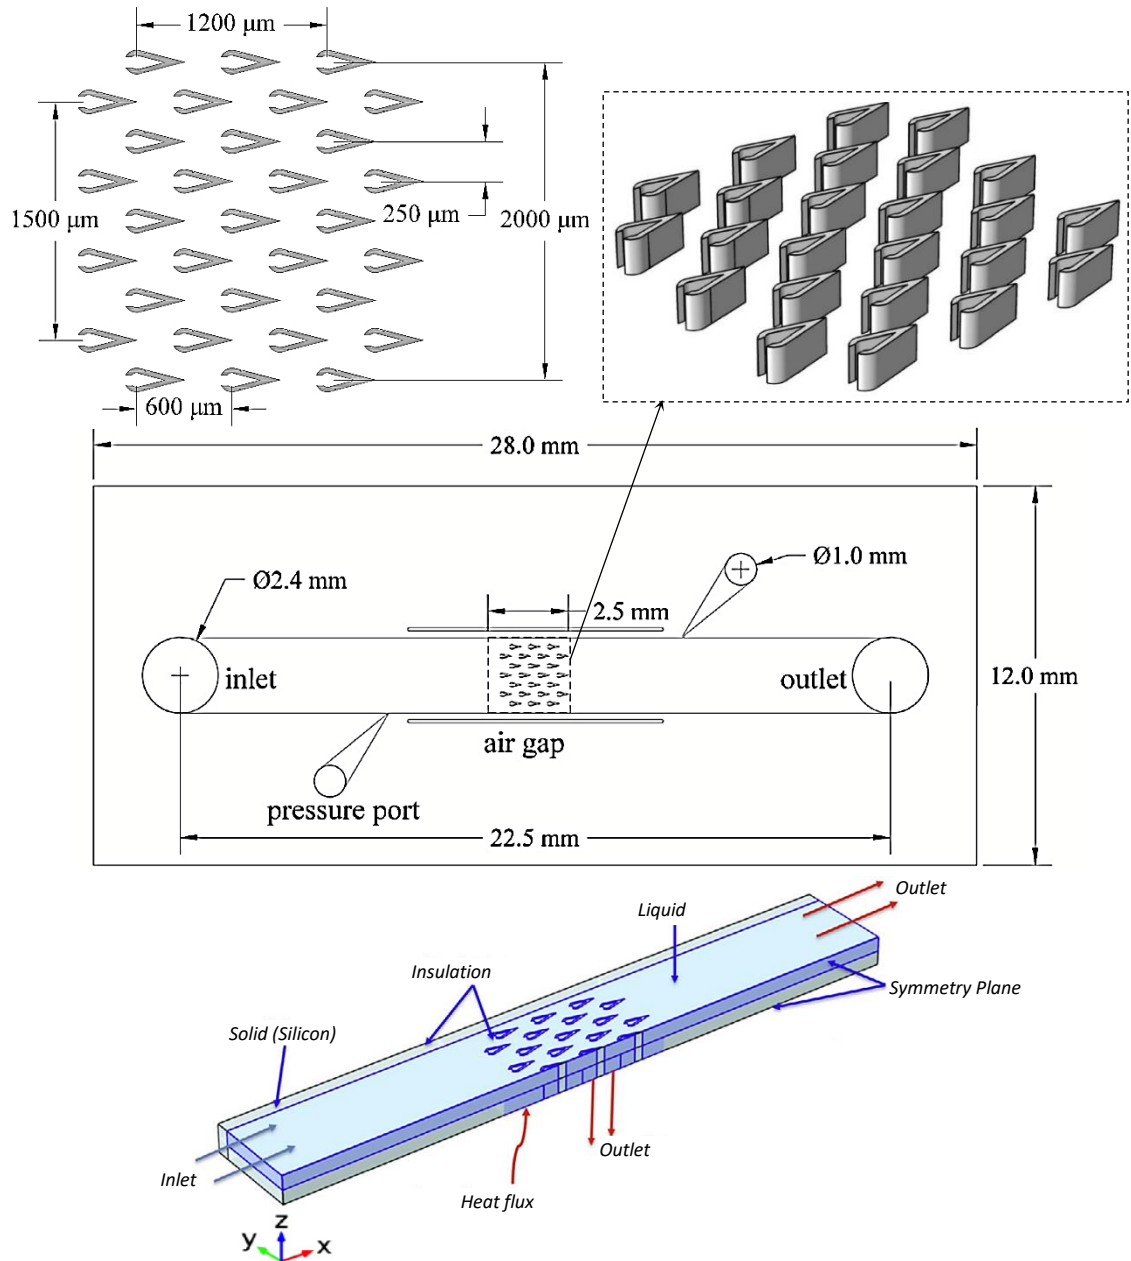 1200 μm
1500 μm
250 μm
2000 μm
600 μm
28.0 mm
Ø2.4 mm
Ø1.0 mm
2.5 mm
inlet
outlet
12.0 mm
air gap
pressure port
22.5 mm
Outlet
Liquid
Insulation
Symmetry Plane
Solid (Silicon)
Outlet
Inlet
Heat flux
z
y
x